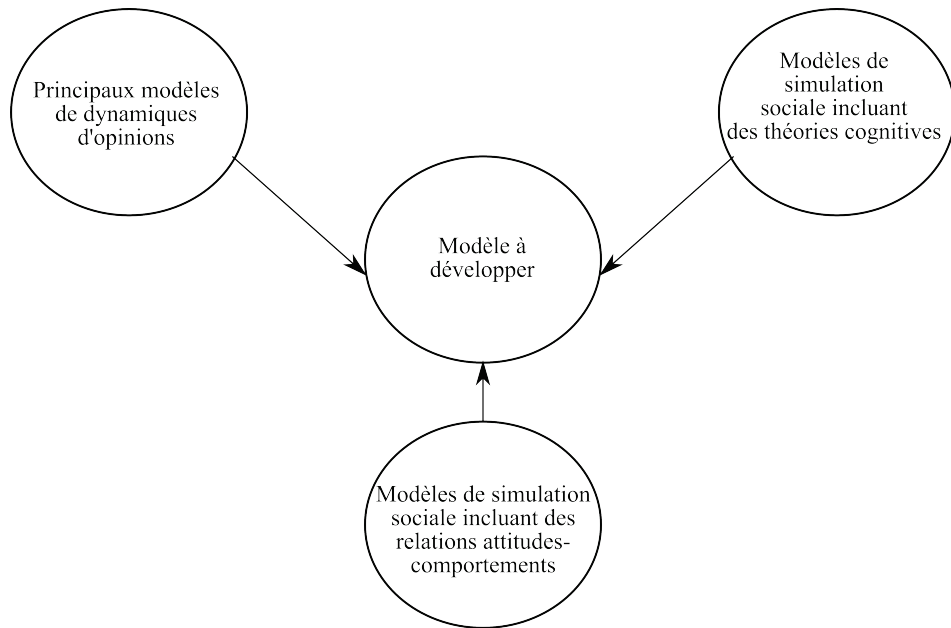 Principaux modèles
de dynamiques
d'opinions
Modèles de
simulation
sociale incluant
des théories cognitives
Modèle à
développer
Modèles de simulation
sociale incluant des
relations attitudes-
comportements